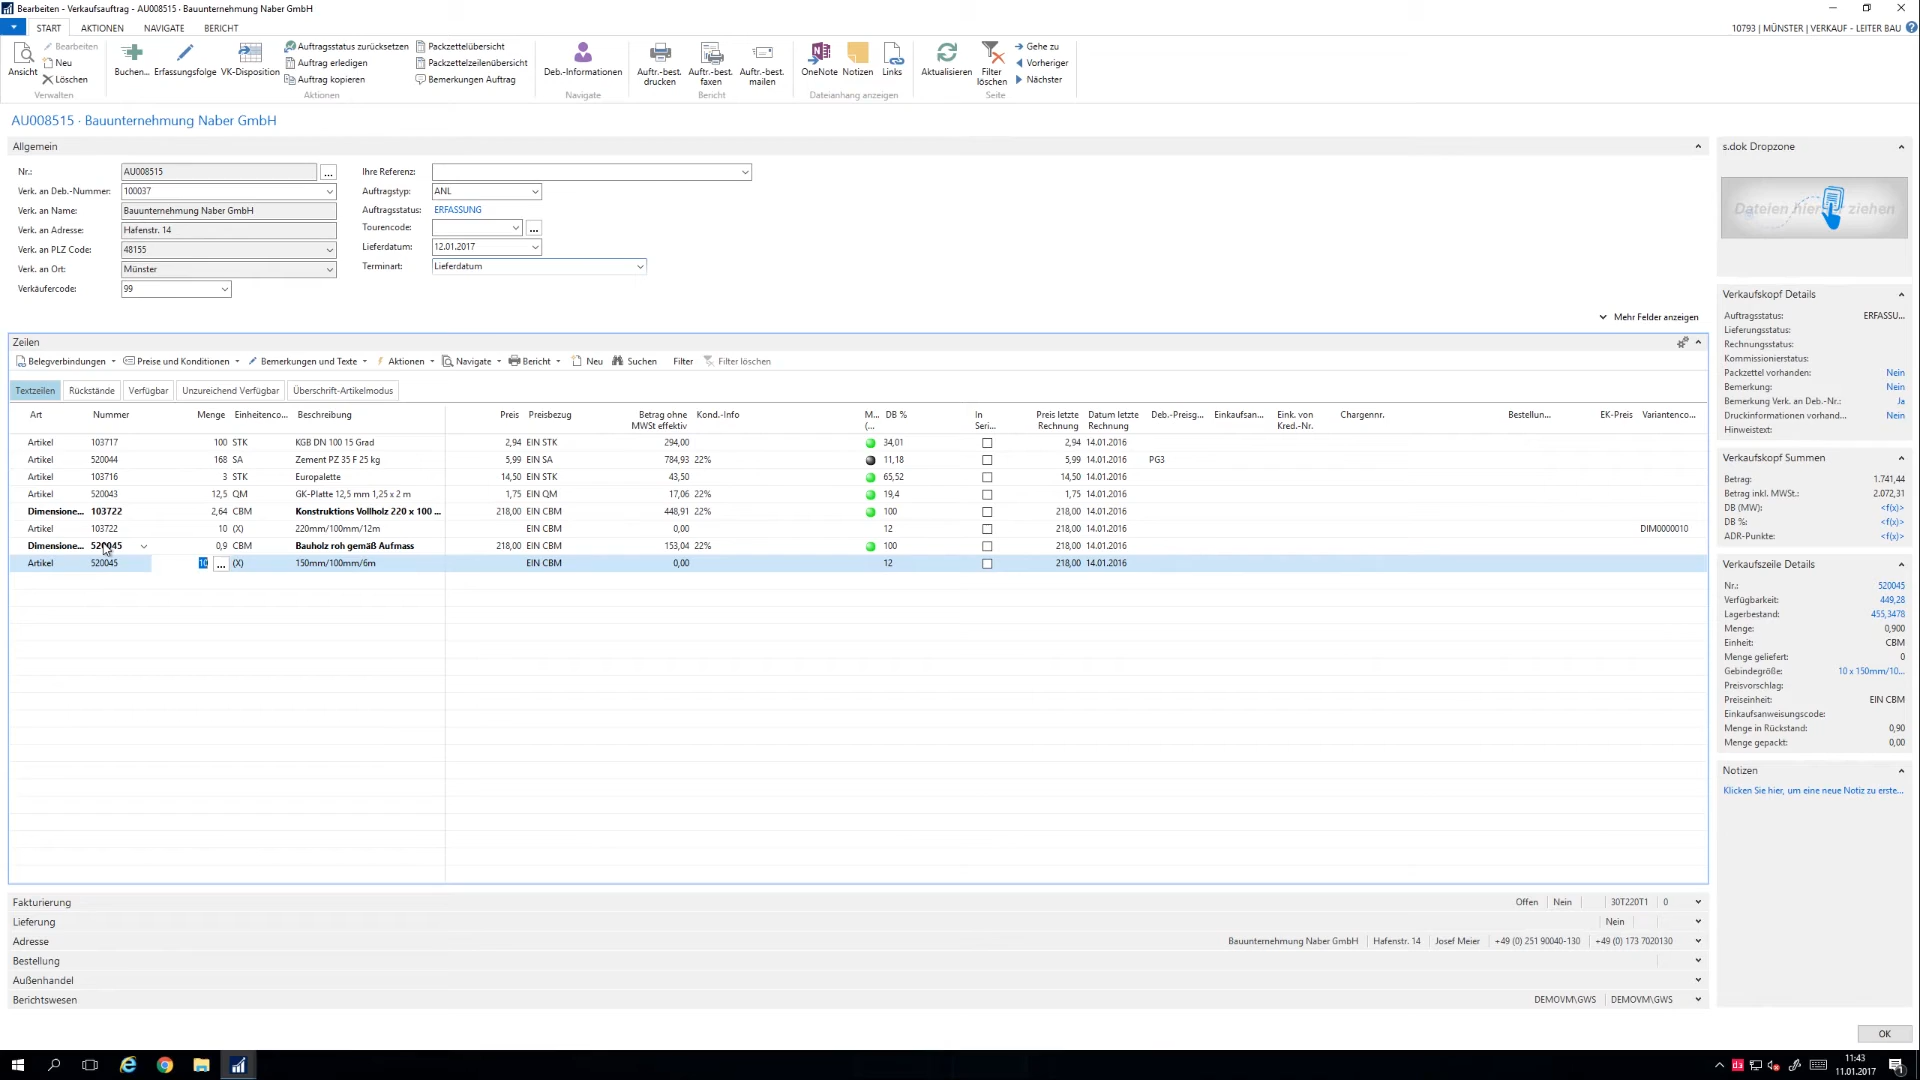 Bearbeiten - Verkaufsauftrag - AU008515 · Bauunternehmung Naber GmbH
START AKTIONEN NAVIGATE BERICHT
10793 | MÜNSTER | VERKAUF - LEITER BAU
Ansicht
Bearbeiten
Neu
Löschen
Verwalten
Buchen... Erfassungsfolge VK-Disposition
Auftragsstatus zurücksetzen
Auftrag erledigen
Auftrag kopieren
Packzettelübersicht
Packzettelzeilenübersicht
Bemerkungen Auftrag
Aktionen
Deb.-Informationen
Navigate
Auftr.-best. drucken
Auftr.-best. faxen
Auftr.-best. mailen
Bericht
OneNote Notizen Links
Dateianhang anzeigen
Aktualisieren
Filter löschen
Gehe zu
Vorheriger
Nächster
Seite
AU008515 · Bauunternehmung Naber GmbH
Allgemein
Nr.: AU008515 ...
Verk. an Deb.-Nummer: 100037
Verk. an Name: Bauunternehmung Naber GmbH
Verk. an Adresse: Hafenstr. 14
Verk. an PLZ Code: 48155
Verk. an Ort: Münster
Verkäufercode: 99
Ihre Referenz:
Auftragstyp: ANL
Auftragsstatus: ERFASSUNG
Tourencode: ...
Lieferdatum: 12.01.2017
Terminart: Lieferdatum
Mehr Felder anzeigen
Zeilen
Belegverbindungen Preise und Konditionen Bemerkungen und Texte Aktionen Navigate Bericht Neu Suchen Filter Filter löschen
Textzeilen Rückstände Verfügbar Unzureichend Verfügbar Überschrift-Artikelmodus
Art Nummer Menge Einheitenco... Beschreibung Preis Preisbezug Betrag ohne MWSt effektiv Kond.-Info M... (... DB % In Seri... Preis letzte Rechnung Datum letzte Rechnung Deb.-Preisg... Einkaufsan... Eink. von Kred.-Nr. Chargennr. Bestellun... EK-Preis Variantenco...
Artikel 103717 100 STK KGB DN 100 15 Grad 2,94 EIN STK 294,00 34,01 2,94 14.01.2016
Artikel 520044 168 SA Zement PZ 35 F 25 kg 5,99 EIN SA 784,93 22% 11,18 5,99 14.01.2016 PG3
Artikel 103716 3 STK Europalette 14,50 EIN STK 43,50 65,52 14,50 14.01.2016
Artikel 520043 12,5 QM GK-Platte 12,5 mm 1,25 x 2 m 1,75 EIN QM 17,06 22% 19,4 1,75 14.01.2016
Dimensione... 103722 2,64 CBM Konstruktions Vollholz 220 x 100 ... 218,00 EIN CBM 448,91 22% 100 218,00 14.01.2016
Artikel 103722 10 (X) 220mm/100mm/12m EIN CBM 0,00 12 218,00 14.01.2016 DIM0000010
Dimensione... 520045 0,9 CBM Bauholz roh gemäß Aufmass 218,00 EIN CBM 153,04 22% 100 218,00 14.01.2016
Artikel 520045 10 ... (X) 150mm/100mm/6m EIN CBM 0,00 12 218,00 14.01.2016
Fakturierung Offen Nein 30T220T1 0
Lieferung Nein
Adresse Bauunternehmung Naber GmbH Hafenstr. 14 Josef Meier +49 (0) 251 90040-130 +49 (0) 173 7020130
Bestellung
Außenhandel
Berichtswesen DEMOVM\GWS DEMOVM\GWS
s.dok Dropzone
Dateien hierher ziehen
Verkaufskopf Details
Auftragsstatus: ERFASSU...
Lieferungsstatus:
Rechnungsstatus:
Kommissionierstatus:
Packzettel vorhanden: Nein
Bemerkung: Nein
Bemerkung Verk. an Deb.-Nr.: Ja
Druckinformationen vorhand... Nein
Hinweistext:
Verkaufskopf Summen
Betrag: 1.741,44
Betrag inkl. MWSt.: 2.072,31
DB (MW): <f(x)>
DB %: <f(x)>
ADR-Punkte: <f(x)>
Verkaufszeile Details
Nr.: 520045
Verfügbarkeit: 449,28
Lagerbestand: 455,3478
Menge: 0,900
Einheit: CBM
Menge geliefert: 0
Gebindegröße: 10 x 150mm/10...
Preisvorschlag:
Preiseinheit: EIN CBM
Einkaufsanweisungscode:
Menge in Rückstand: 0,90
Menge gepackt: 0,00
Notizen
Klicken Sie hier, um eine neue Notiz zu erste...
OK
11:43
11.01.2017